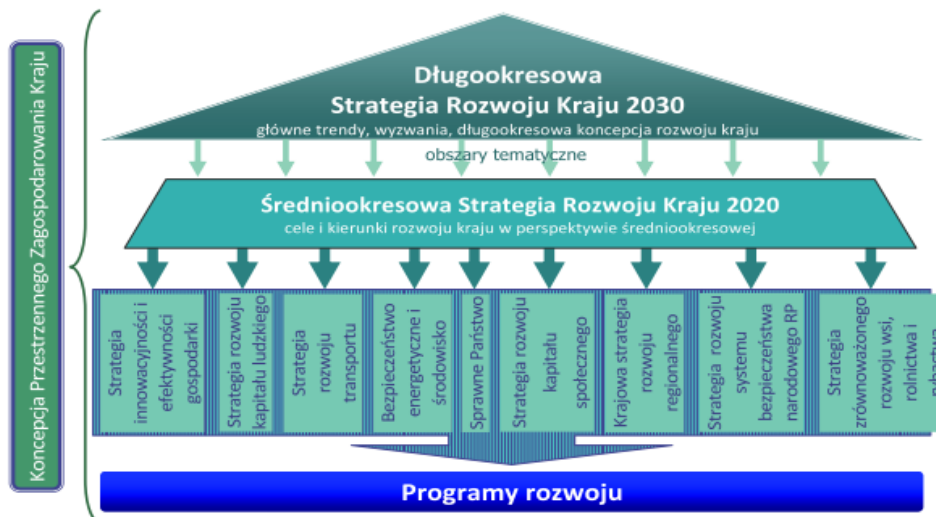 Koncepcja Przestrzennego Zagospodarowania Kraju
Długookresowa
Strategia Rozwoju Kraju 2030
główne trendy, wyzwania, długookresowa koncepcja rozwoju kraju
obszary tematyczne
Średniookresowa Strategia Rozwoju Kraju 2020
cele i kierunki rozwoju kraju w perspektywie średniookresowej
Strategia
innowacyjności i
efektywności
gospodarki
Strategia rozwoju
kapitału ludzkiego
Strategia
rozwoju
transportu
Bezpieczeństwo
energetyczne i
środowisko
Sprawne Państwo
Strategia rozwoju
kapitału
społecznego
Krajowa strategia
rozwoju
regionalnego
Strategia rozwoju
systemu
bezpieczeństwa
narodowego RP
Strategia
zrównoważonego
rozwoju wsi,
rolnictwa i
Programy rozwoju